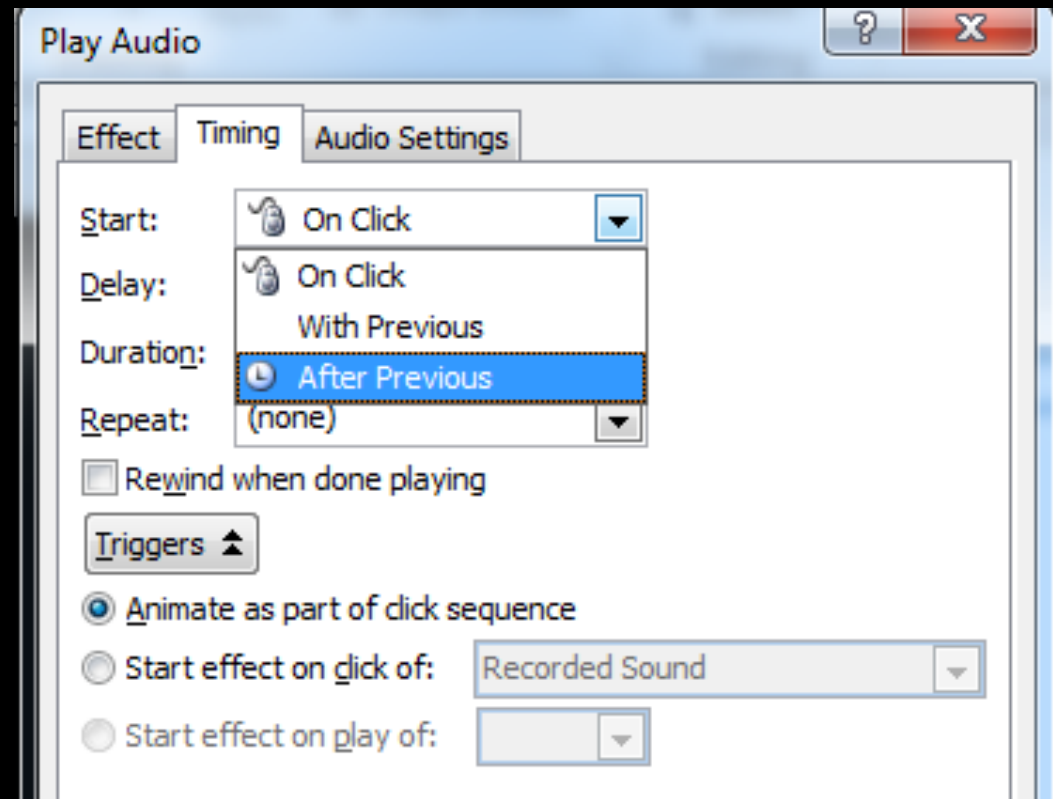 Play Audio
?
Effect Timing Audio Settings
Start: On Click
On Click
Delay:
With Previous
Duration:
After Previous
Repeat: (none)
Rewind when done playing
Triggers
Animate as part of click sequence
Start effect on click of: Recorded Sound
Start effect on play of: